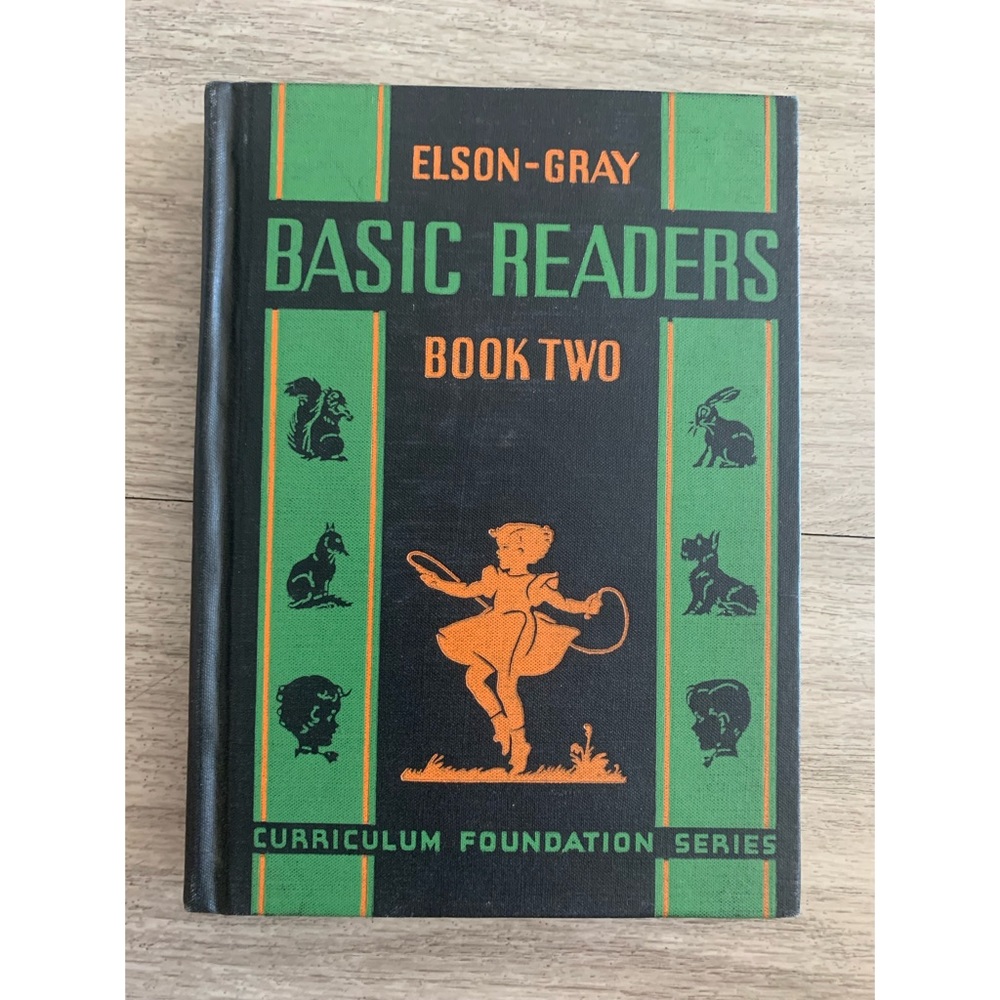 ELSON-GRAY
BASIC READERS
BOOK TWO
CURRICULUM FOUNDATION SERIES